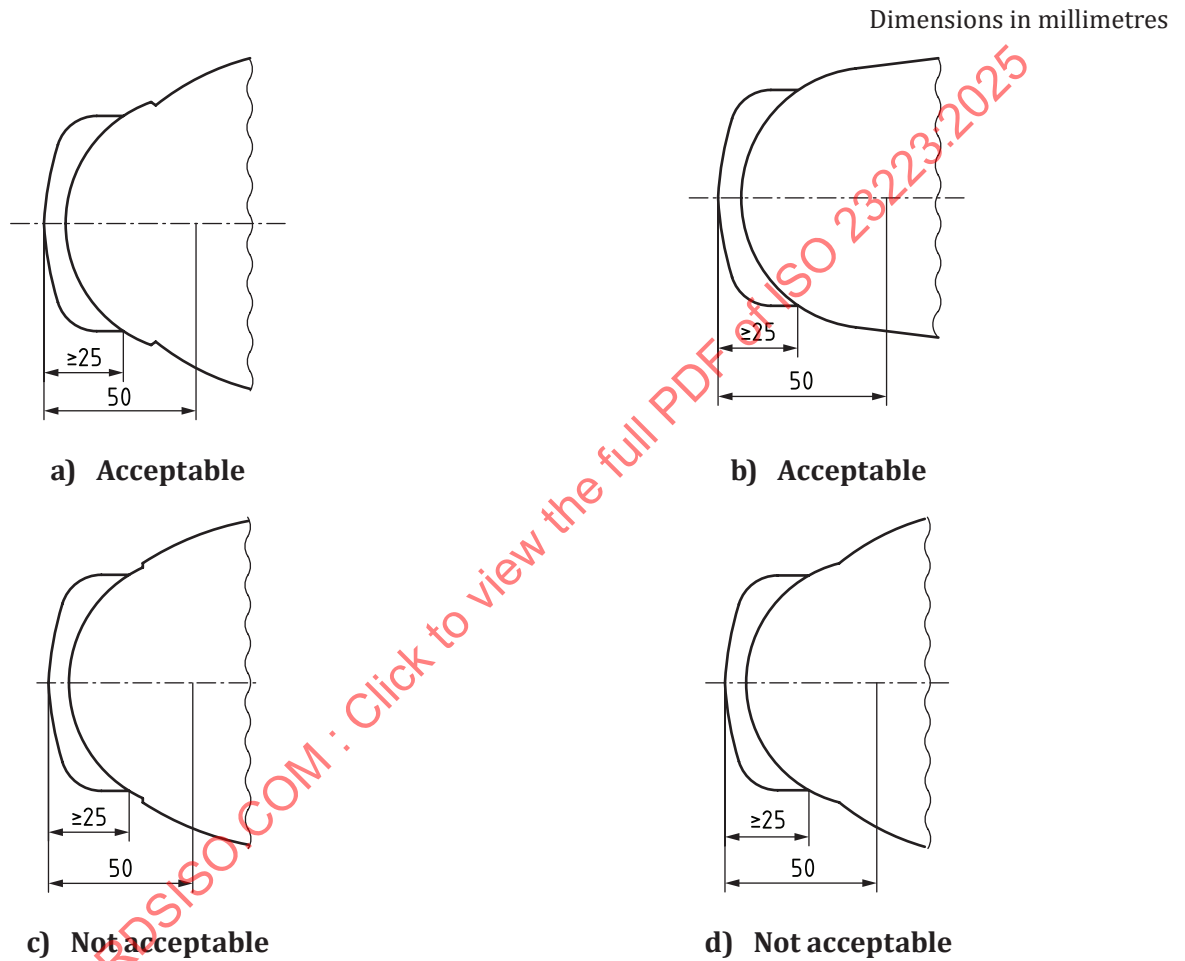 Dimensions in millimetres
≥25
50
a) Acceptable
≥25
50
b) Acceptable
≥25
50
c) Not acceptable
≥25
50
d) Not acceptable
RDSISO.COM : Click to view the full PDF of ISO 23223:2025